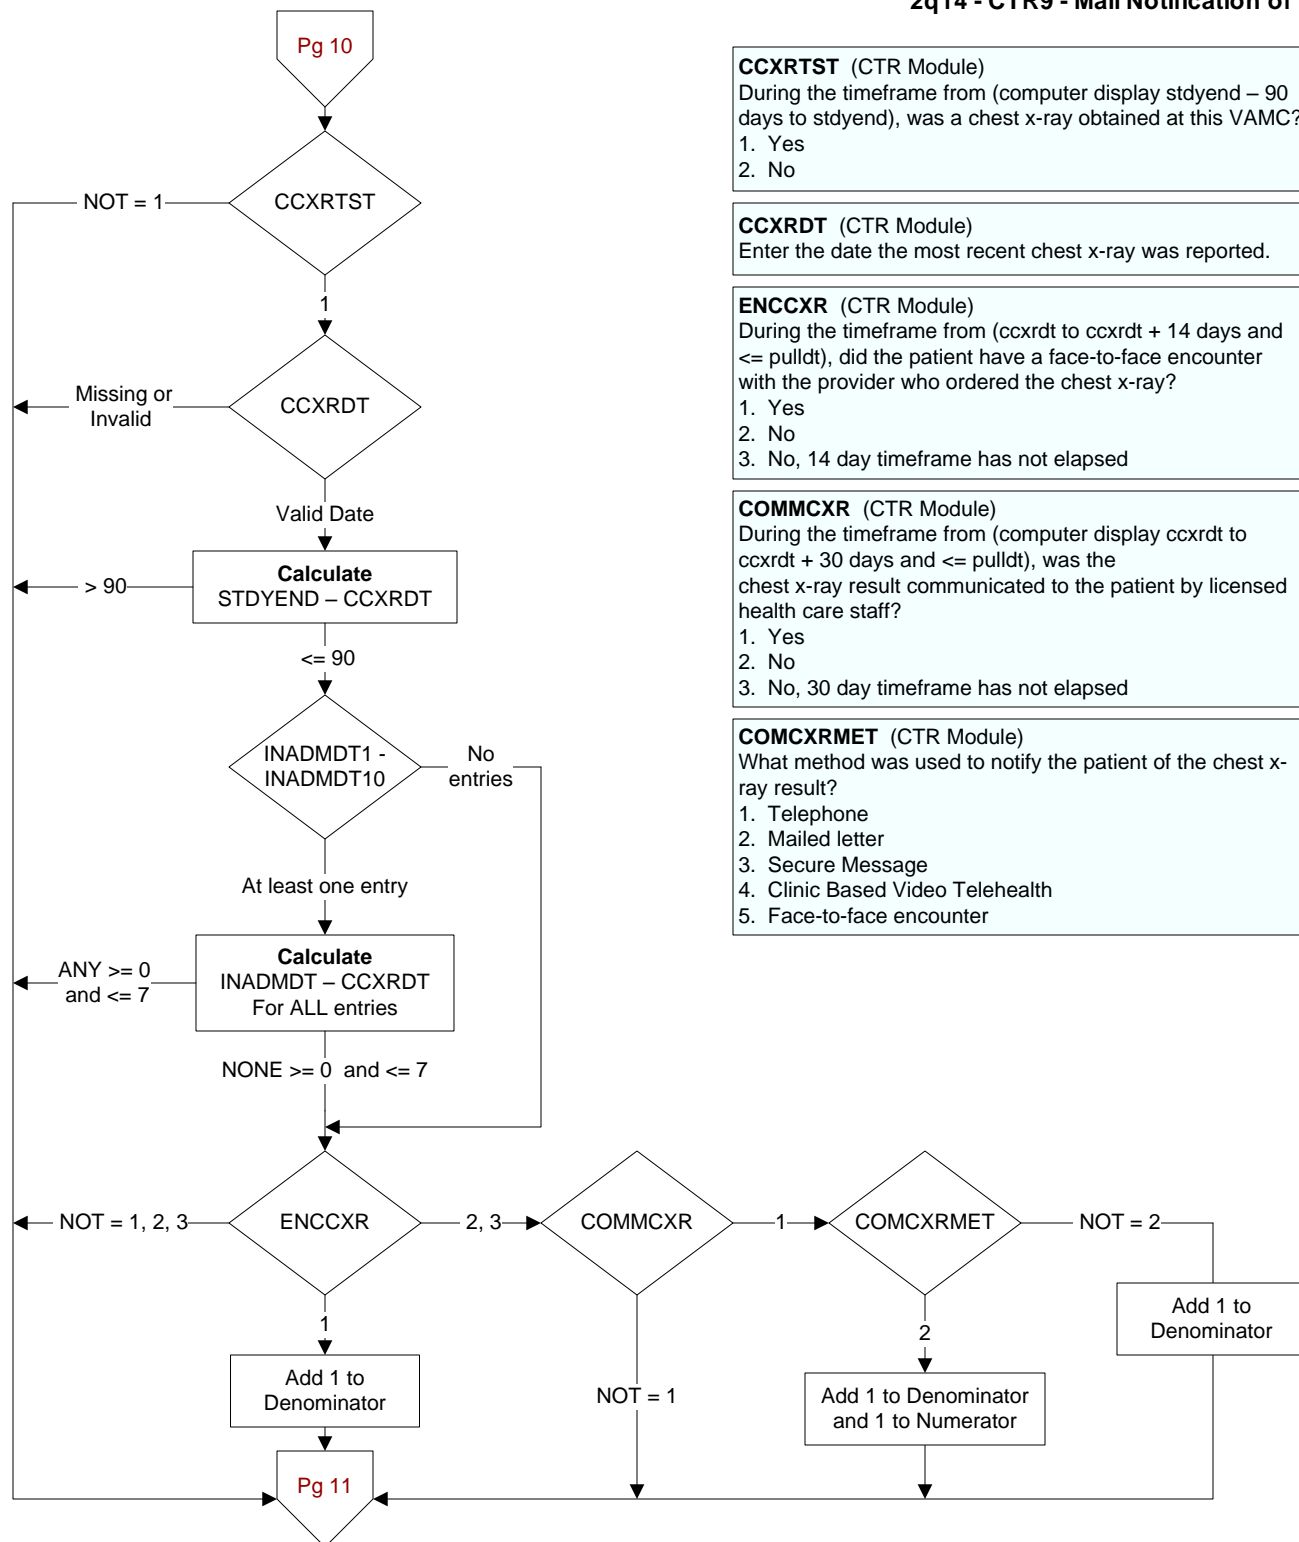 2q14 - CTR9 - Mail Notification of
Pg 10
CCXRTST (CTR Module)
During the timeframe from (computer display stdyend – 90
days to stdyend), was a chest x-ray obtained at this VAMC?
1. Yes
2. No
CCXRDT (CTR Module)
Enter the date the most recent chest x-ray was reported.
ENCCXR (CTR Module)
During the timeframe from (ccxrdt to ccxrdt + 14 days and
<= pulldt), did the patient have a face-to-face encounter
with the provider who ordered the chest x-ray?
1. Yes
2. No
3. No, 14 day timeframe has not elapsed
COMMCXR (CTR Module)
During the timeframe from (computer display ccxrdt to
ccxrdt + 30 days and <= pulldt), was the
chest x-ray result communicated to the patient by licensed
health care staff?
1. Yes
2. No
3. No, 30 day timeframe has not elapsed
COMCXRMET (CTR Module)
What method was used to notify the patient of the chest x-
ray result?
1. Telephone
2. Mailed letter
3. Secure Message
4. Clinic Based Video Telehealth
5. Face-to-face encounter
NOT = 1
CCXRTST
1
Missing or
Invalid
CCXRDT
Valid Date
> 90
Calculate
STDYEND – CCXRDT
<= 90
INADMDT1 -
INADMDT10
No
entries
At least one entry
ANY >= 0
and <= 7
Calculate
INADMDT – CCXRDT
For ALL entries
NONE >= 0 and <= 7
NOT = 1, 2, 3
ENCCXR
2, 3
COMMCXR
1
COMCXRMET
NOT = 2
1
NOT = 1
2
Add 1 to
Denominator
Add 1 to
Denominator
Add 1 to Denominator
and 1 to Numerator
Pg 11